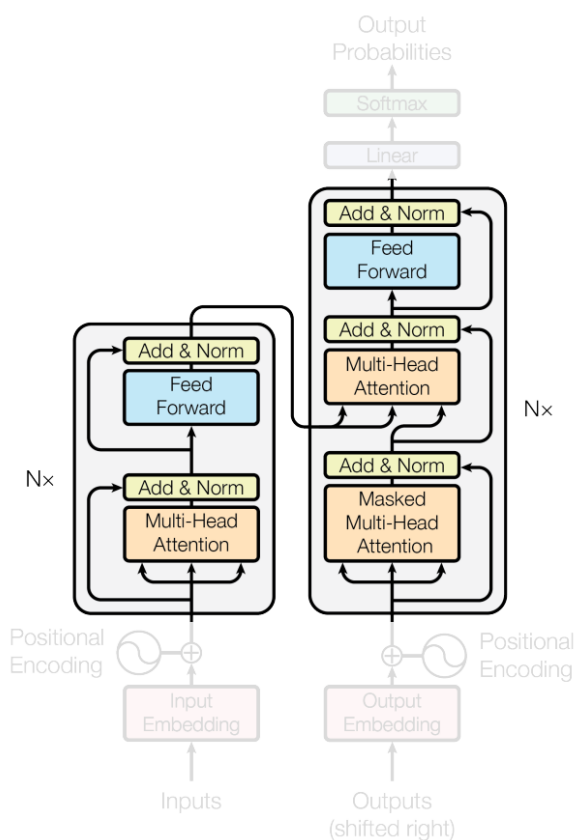 Output
Probabilities
Softmax
Linear
Add & Norm
Feed
Forward
Add & Norm
Multi-Head
Attention
Add & Norm
Masked
Multi-Head
Attention
Nx
Positional
Encoding
Output
Embedding
Outputs
(shifted right)
Add & Norm
Feed
Forward
Add & Norm
Multi-Head
Attention
Nx
Positional
Encoding
Input
Embedding
Inputs